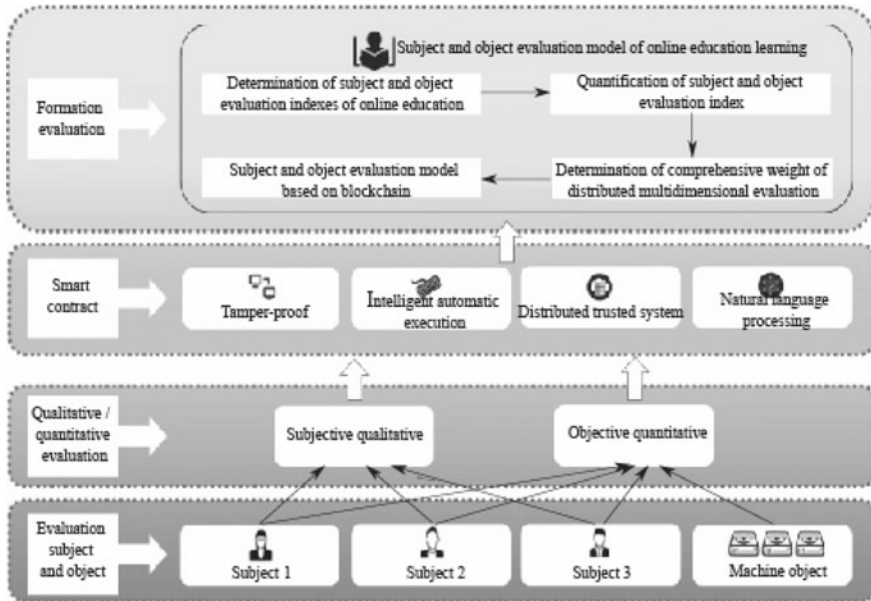 Subject and object evaluation model of online education learning
Formation
evaluation
Determination of subject and object
evaluation indexes of online education
Quantification of subject and object
evaluation index
Subject and object evaluation model
based on blockchain
Determination of comprehensive weight of
distributed multidimensional evaluation
Smart
contract
Tamper-proof
Intelligent automatic
execution
Distributed trusted system
Natural language
processing
Qualitative /
quantitative
evaluation
Subjective qualitative
Objective quantitative
Evaluation
subject
and object
Subject 1
Subject 2
Subject 3
Machine object